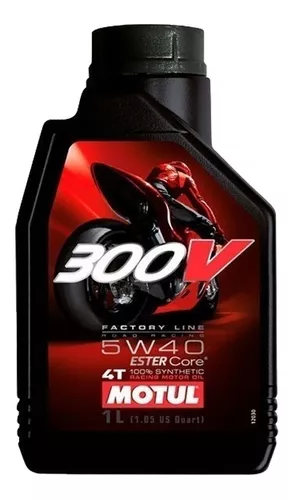 300V
FACTORY LINE
ROAD RACING
5W40
ESTER Core®
4T 100% SYNTHETIC
RACING MOTOR OIL
MOTUL
1L (1.05 US Quart)
12030